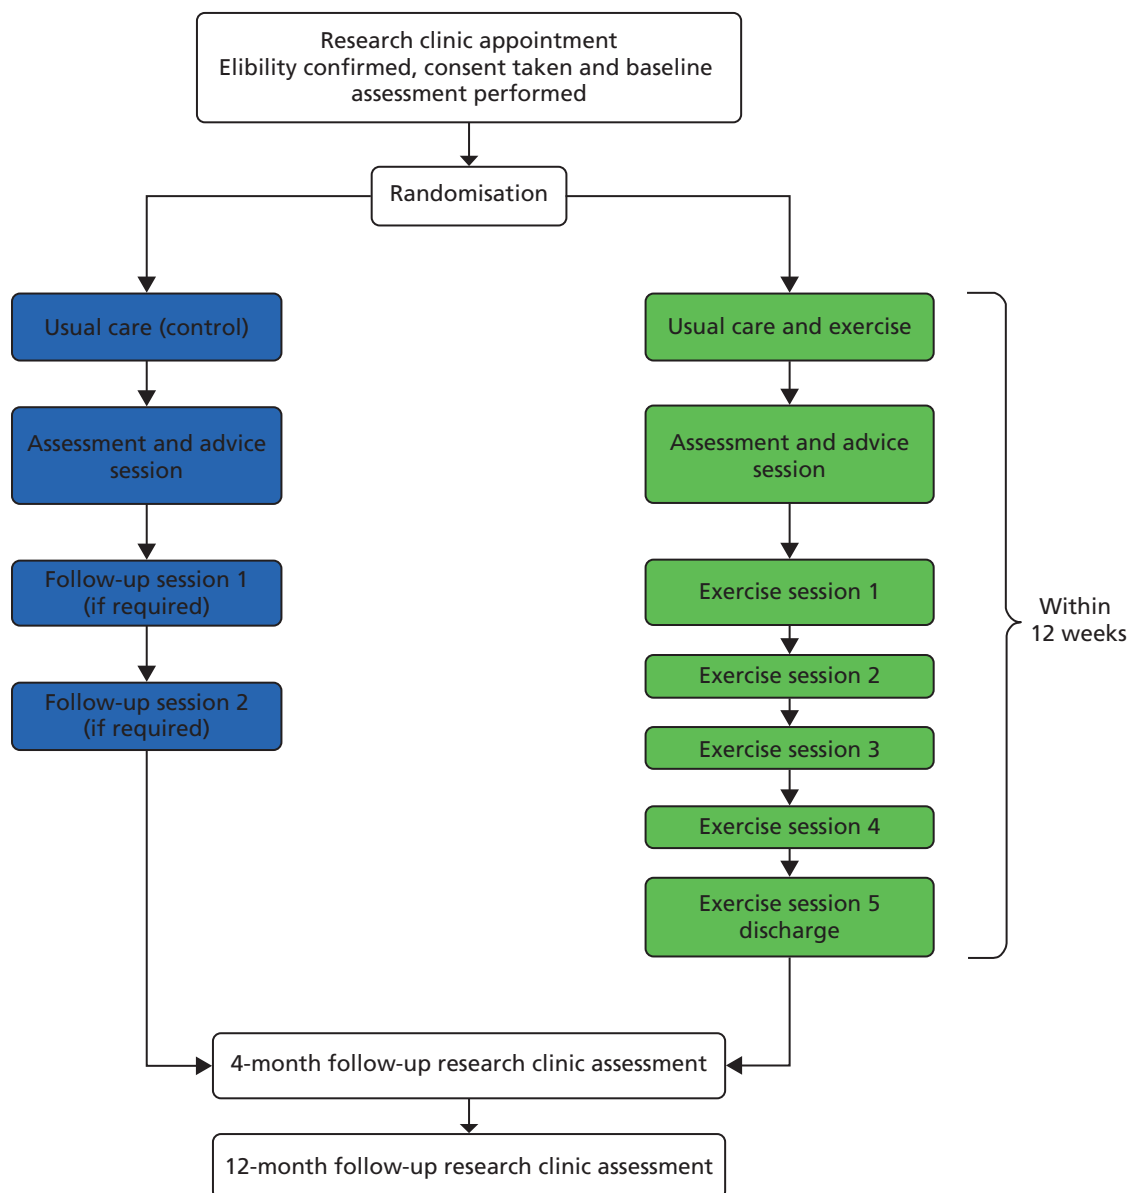 Research clinic appointment
Elibility confirmed, consent taken and baseline
assessment performed
Randomisation
Usual care (control)
Assessment and advice
session
Follow-up session 1
(if required)
Follow-up session 2
(if required)
Usual care and exercise
Assessment and advice
session
Exercise session 1
Exercise session 2
Exercise session 3
Exercise session 4
Exercise session 5
discharge
Within
12 weeks
4-month follow-up research clinic assessment
12-month follow-up research clinic assessment